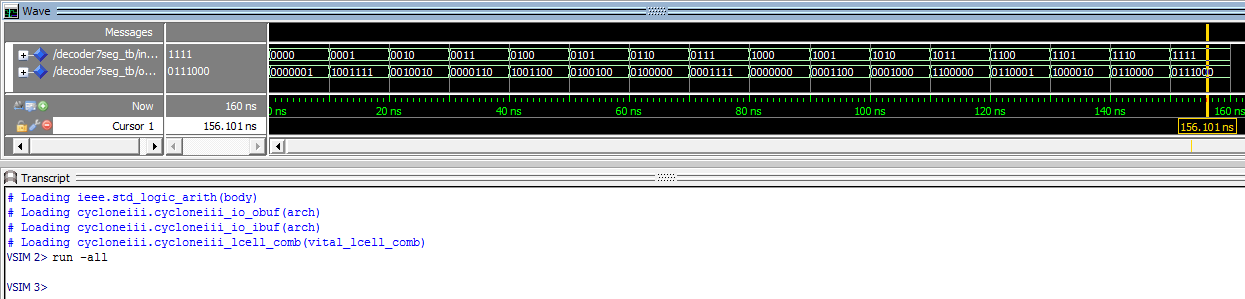 Wave
Messages
/decoder7seg_tb/in... 1111 0000 0001 0010 0011 0100 0101 0110 0111 1000 1001 1010 1011 1100 1101 1110 1111
/decoder7seg_tb/o... 0111000 0000001 1001111 0010010 0000110 1001100 0100100 0100000 0001111 0000000 0001100 0001000 1100000 0110001 1000010 0110000 0111000
Now 160 ns ns 20 ns 40 ns 60 ns 80 ns 100 ns 120 ns 140 ns 160 ns
Cursor 1 156.101 ns 156.101 ns
Transcript
# Loading ieee.std_logic_arith(body)
# Loading cycloneiii.cycloneiii_io_obuf(arch)
# Loading cycloneiii.cycloneiii_io_ibuf(arch)
# Loading cycloneiii.cycloneiii_lcell_comb(vital_lcell_comb)
VSIM 2> run -all
VSIM 3>